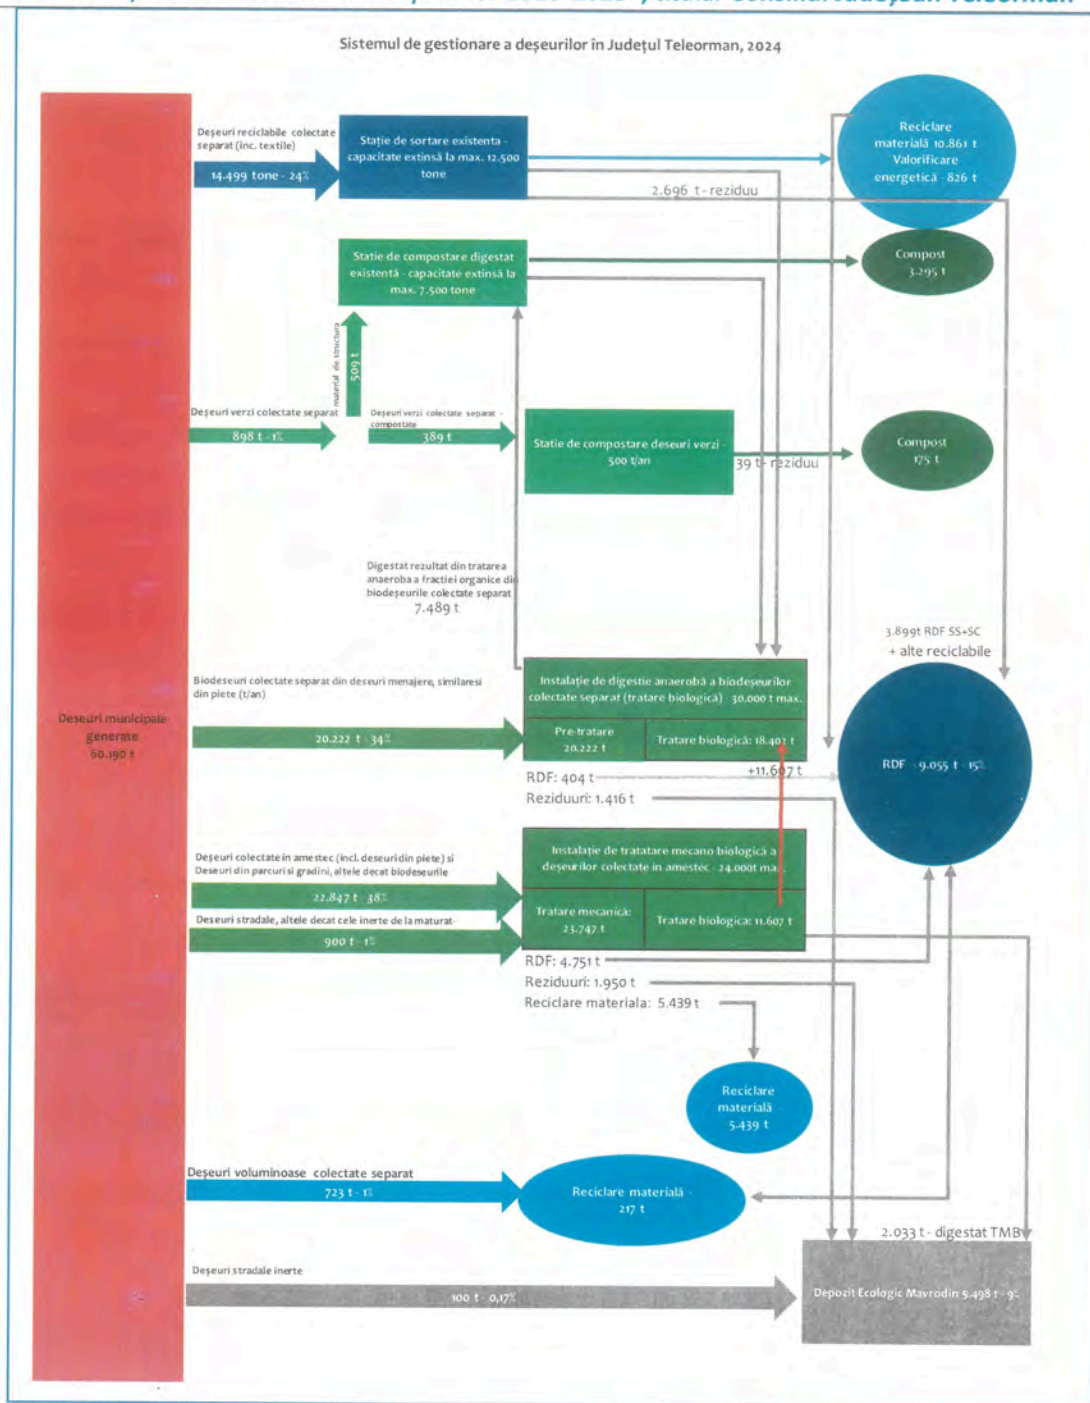 Sistemul de gestionare a deșeurilor în Județul Teleorman, 2024
Deșeuri municipale
generate
60.190 t
Deșeuri reciclabile colectate
separat (inc. textile)
14.499 tone - 24%
Stație de sortare existenta -
capacitate extinsă la max. 12.500
tone
Reciclare
materială 10.861 t
Valorificare
energetică - 826 t
2.696 t - reziduu
Statie de compostare digestat
existentă - capacitate extinsă la
max. 7.500 tone
Compost
3.295 t
material de structura
509 t
Deșeuri verzi colectate separat
898 t - 1%
Deșeuri verzi colectate separat -
compostate
389 t
Statie de compostare deseuri verzi -
500 t/an
39 t - reziduu
Compost
175 t
Digestat rezultat din tratarea
anaeroba a fractiei organice din
biodeșeurile colectate separat
7.489 t
3.899t RDF SS+SC
+ alte reciclabile
Biodeseuri colectate separat din deseuri menajere, similaresi
din piete (t/an)
20.222 t - 34%
Instalație de digestie anaerobă a biodeșeurilor
colectate separat (tratare biologică) - 30.000 t max.
Pre-tratare
20.222 t
Tratare biologică: 18.402 t
+11.607 t
RDF: 404 t
Reziduuri: 1.416 t
RDF - 9.055 t - 15%
Deșeuri colectate in amestec (incl. deseuri din piete) si
Deseuri din parcuri si gradini, altele decat biodeseurile
22.847 t - 38%
Deseuri stradale, altele decat cele inerte de la maturat
900 t - 1%
Instalație de tratatare mecano biologică a
deșeurilor colectate in amestec - 24.000t max.
Tratare mecanică:
23.747 t
Tratare biologica: 11.607 t
RDF: 4.751 t
Reziduuri: 1.950 t
Reciclare materiala: 5.439 t
Reciclare
materială -
5.439 t
Deșeuri voluminoase colectate separat
723 t - 1%
Reciclare materială -
217 t
2.033 t - digestat TMB
Deșeuri stradale inerte
100 t - 0,17%
Depozit Ecologic Mavrodin 5.498 t - 9%